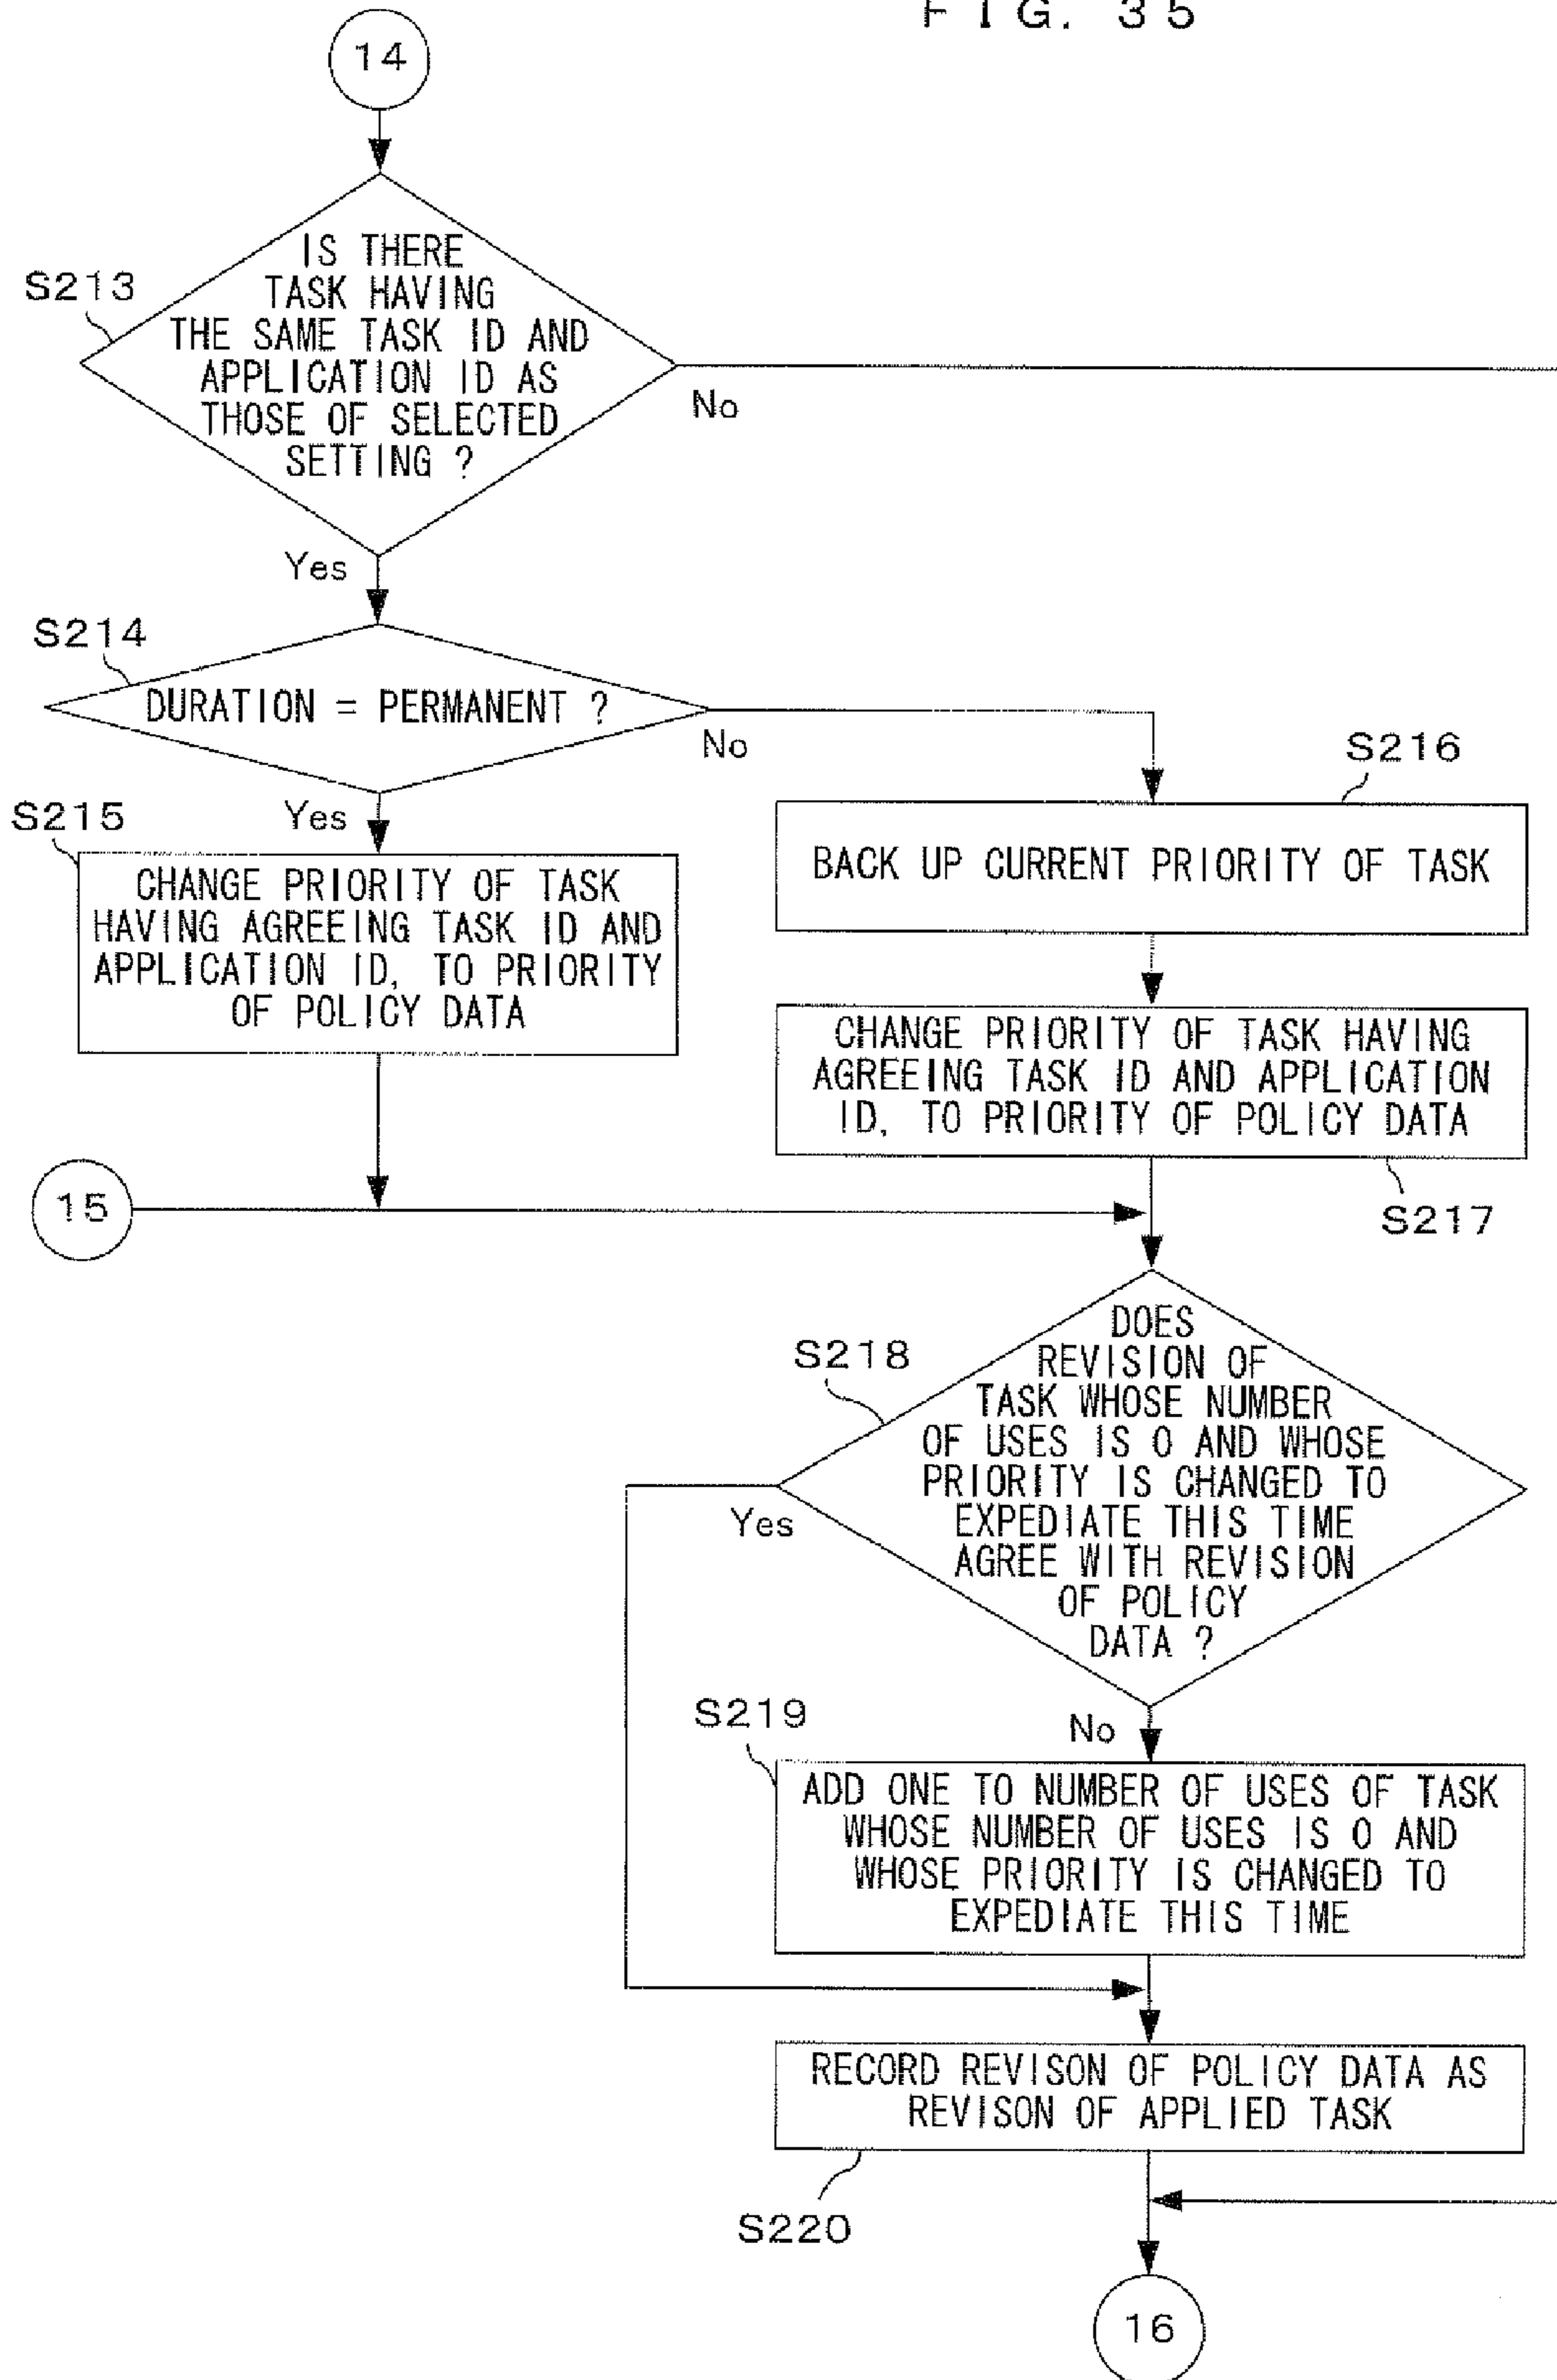 FIG. 35
14
S213
IS THERE
TASK HAVING
THE SAME TASK ID AND
APPLICATION ID AS
THOSE OF SELECTED
SETTING ?
No
Yes
S214
DURATION = PERMANENT ?
No
Yes
S215
CHANGE PRIORITY OF TASK
HAVING AGREEING TASK ID AND
APPLICATION ID, TO PRIORITY
OF POLICY DATA
S216
BACK UP CURRENT PRIORITY OF TASK
CHANGE PRIORITY OF TASK HAVING
AGREEING TASK ID AND APPLICATION
ID, TO PRIORITY OF POLICY DATA
S217
15
S218
DOES
REVISION OF
TASK WHOSE NUMBER
OF USES IS 0 AND WHOSE
PRIORITY IS CHANGED TO
EXPEDIATE THIS TIME
AGREE WITH REVISION
OF POLICY
DATA ?
Yes
No
S219
ADD ONE TO NUMBER OF USES OF TASK
WHOSE NUMBER OF USES IS 0 AND
WHOSE PRIORITY IS CHANGED TO
EXPEDIATE THIS TIME
RECORD REVISON OF POLICY DATA AS
REVISON OF APPLIED TASK
S220
16